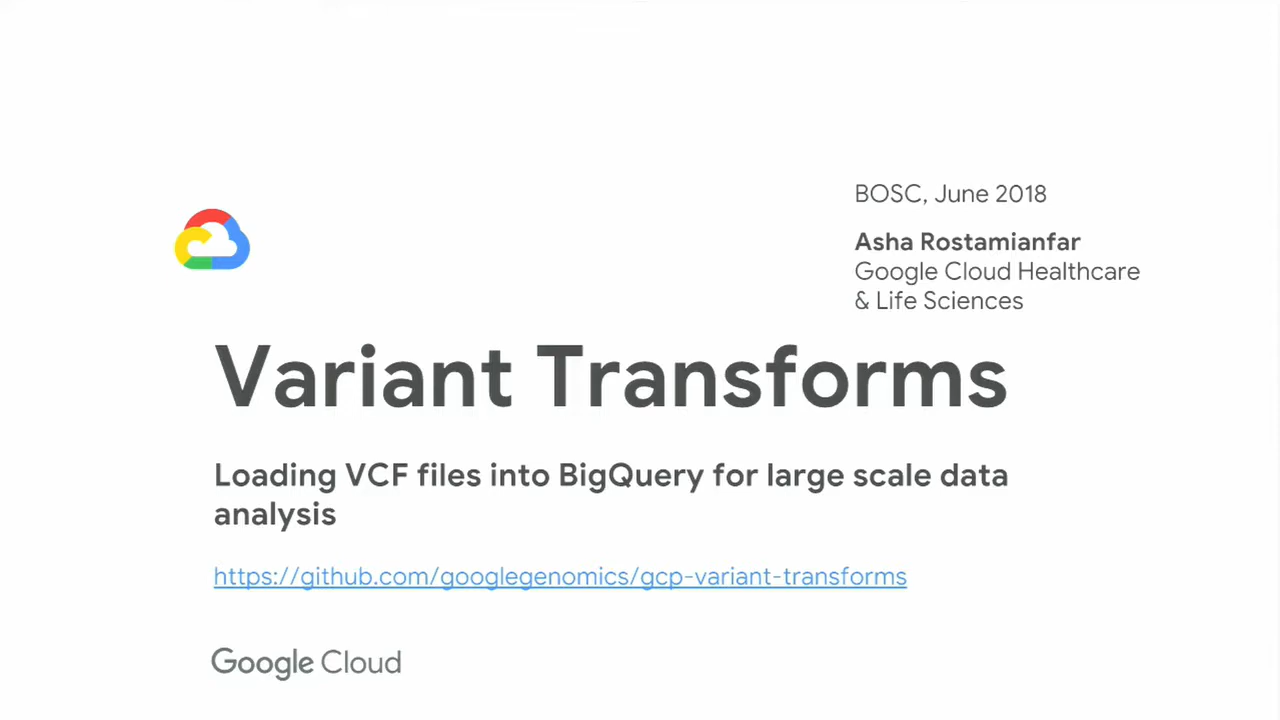 BOSC, June 2018
Asha Rostamianfar
Google Cloud Healthcare
& Life Sciences
Variant Transforms
Loading VCF files into BigQuery for large scale data
analysis
https://github.com/googlegenomics/gcp-variant-transforms
Google Cloud